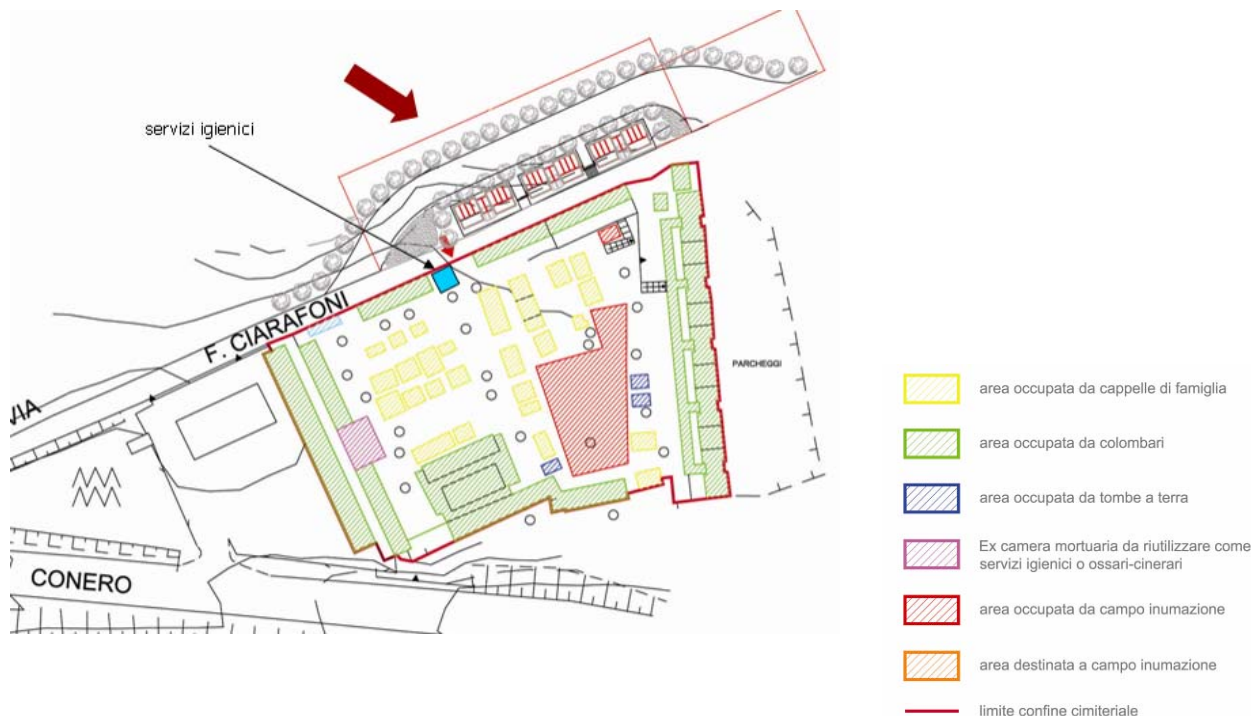 servizi igienici
VIA
F. CIARAFONI
PARCHEGGI
CONERO
area occupata da cappelle di famiglia
area occupata da colombari
area occupata da tombe a terra
Ex camera mortuaria da riutilizzare come
servizi igienici o ossari-cinerari
area occupata da campo inumazione
area destinata a campo inumazione
limite confine cimiteriale